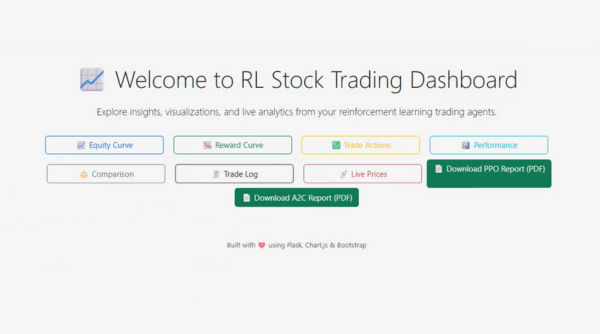 Welcome to RL Stock Trading Dashboard
Explore insights, visualizations, and live analytics from your reinforcement learning trading agents.
Equity Curve
Reward Curve
Trade Actions
Performance
Comparison
Trade Log
Live Prices
Download PPO Report (PDF)
Download A2C Report (PDF)
Built with ❤️ using Flask, Chart.js & Bootstrap